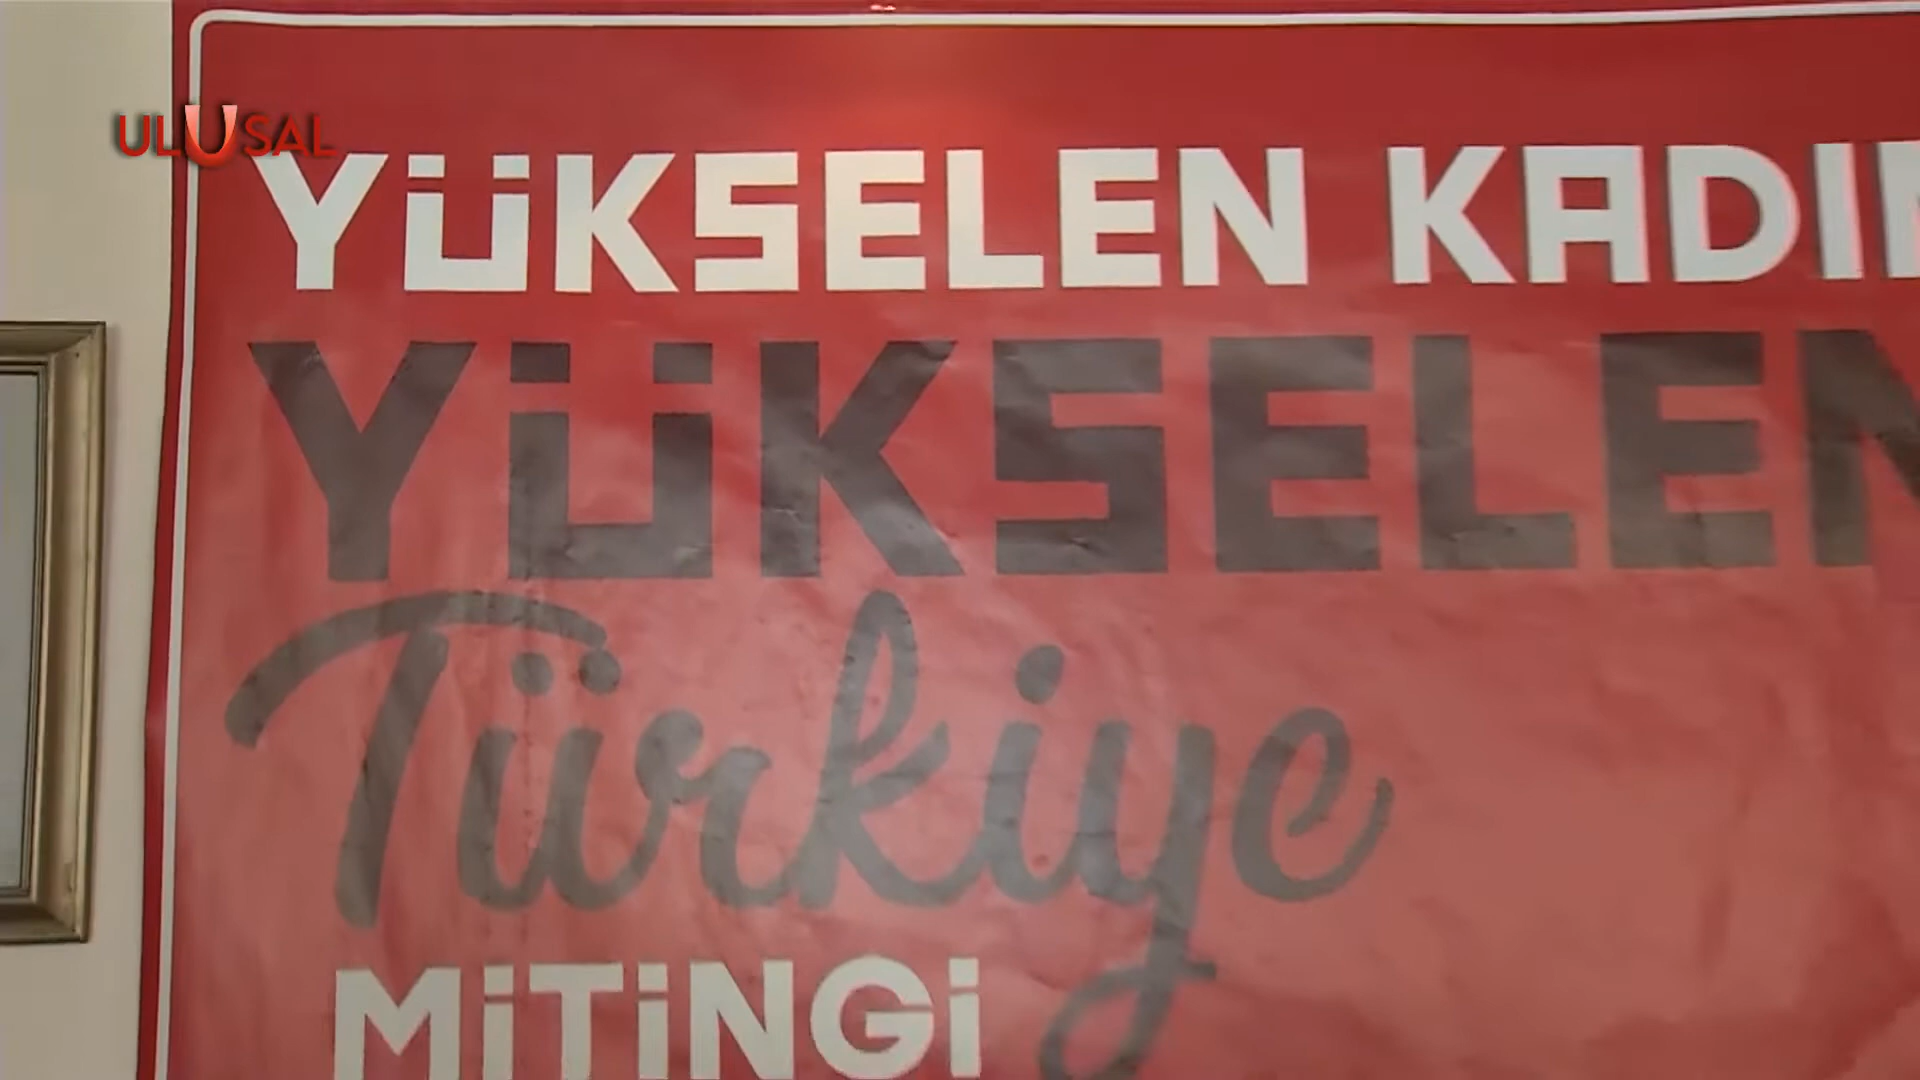 ULUSAL
YÜKSELEN KADIN
YÜKSELEN
Türkiye
MİTİNGİ